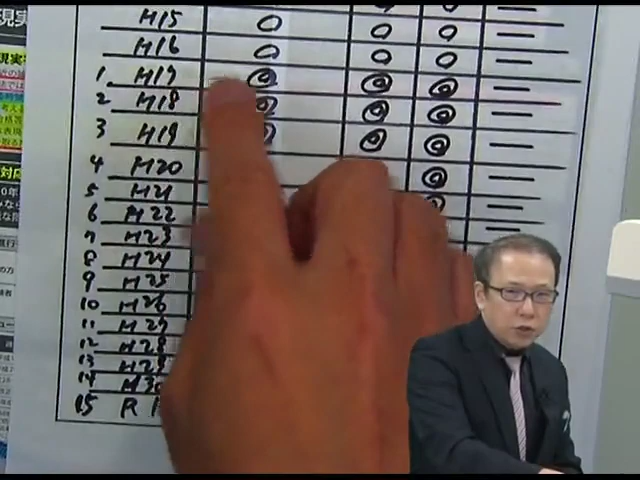 H15 ○ ○ ○ —
H16 ○ ○ ○ —
1. H17 ◎ ◎ ◎ —
2 H18 ◎ ◎ ◎ —
3 H19 ◎ ◎ ◎ —
4 H20 ◎ —
5 H21 ◎ —
6 H22 —
7 H23
8 H24
9 H25
10 H26
11 H27
12 H28
13 H29
14 H30
15 R